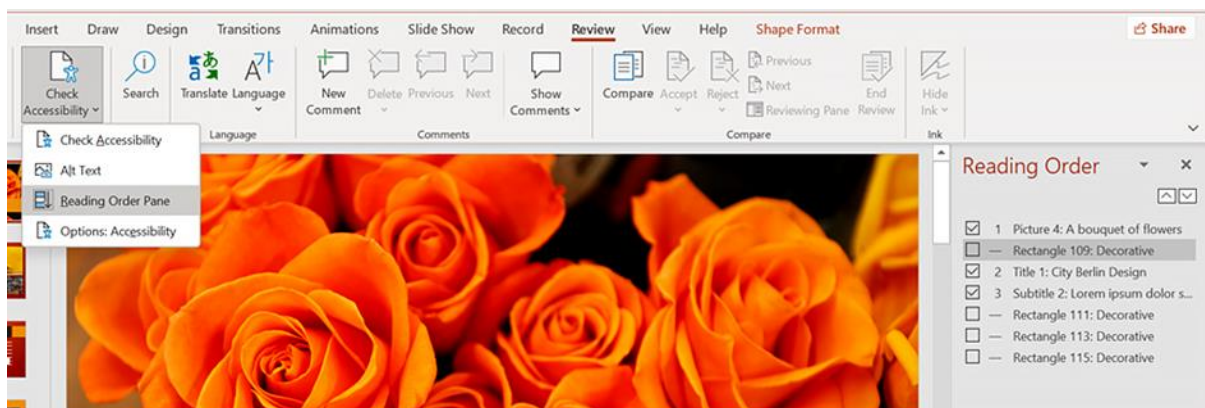 Insert Draw Design Transitions Animations Slide Show Record Review View Help Shape Format Share
Check Accessibility
Search
Translate
Language
New Comment
Delete
Previous
Next
Show Comments
Compare
Accept
Reject
Previous
Next
Reviewing Pane
End Review
Hide Ink
Language
Comments
Compare
Ink
Check Accessibility
Alt Text
Reading Order Pane
Options: Accessibility
Reading Order
1 Picture 4: A bouquet of flowers
— Rectangle 109: Decorative
2 Title 1: City Berlin Design
3 Subtitle 2: Lorem ipsum dolor s...
— Rectangle 111: Decorative
— Rectangle 113: Decorative
— Rectangle 115: Decorative